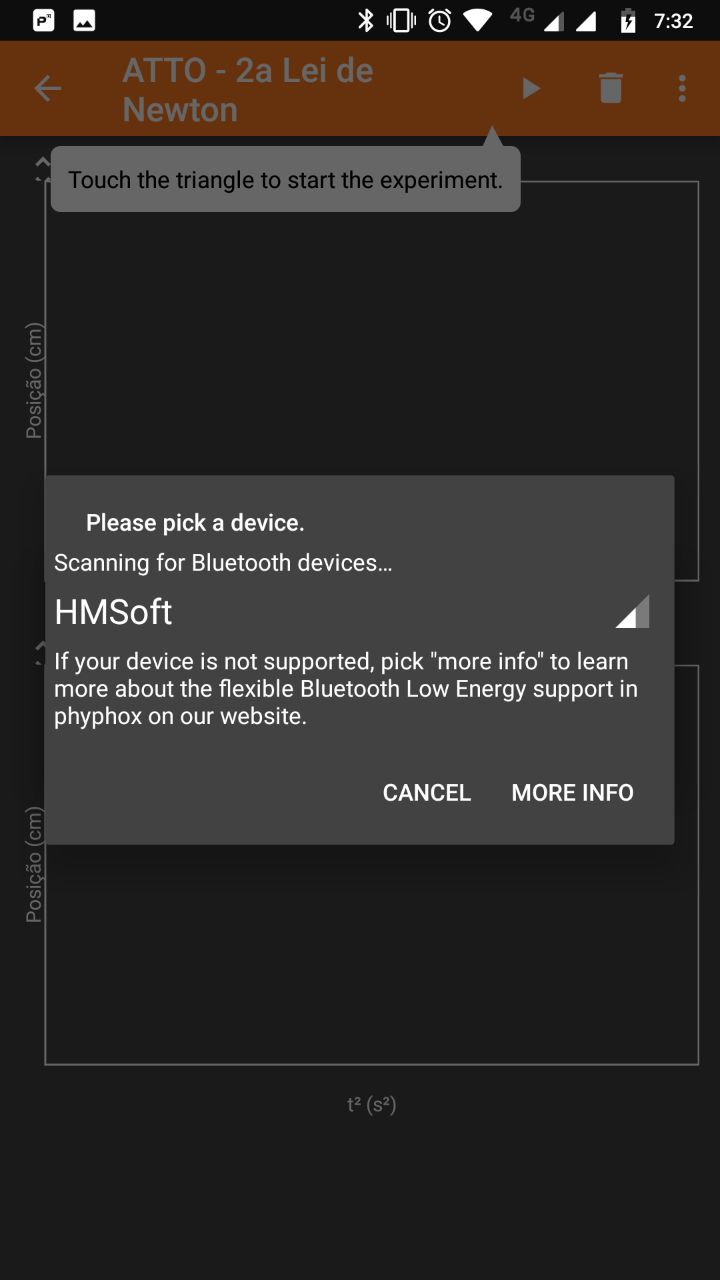 4G
7:32
ATTO - 2a Lei de
Newton
Touch the triangle to start the experiment.
Posição (cm)
Please pick a device.
Scanning for Bluetooth devices…
HMSoft
If your device is not supported, pick "more info" to learn
more about the flexible Bluetooth Low Energy support in
phyphox on our website.
CANCEL
MORE INFO
Posição (cm)
t² (s²)